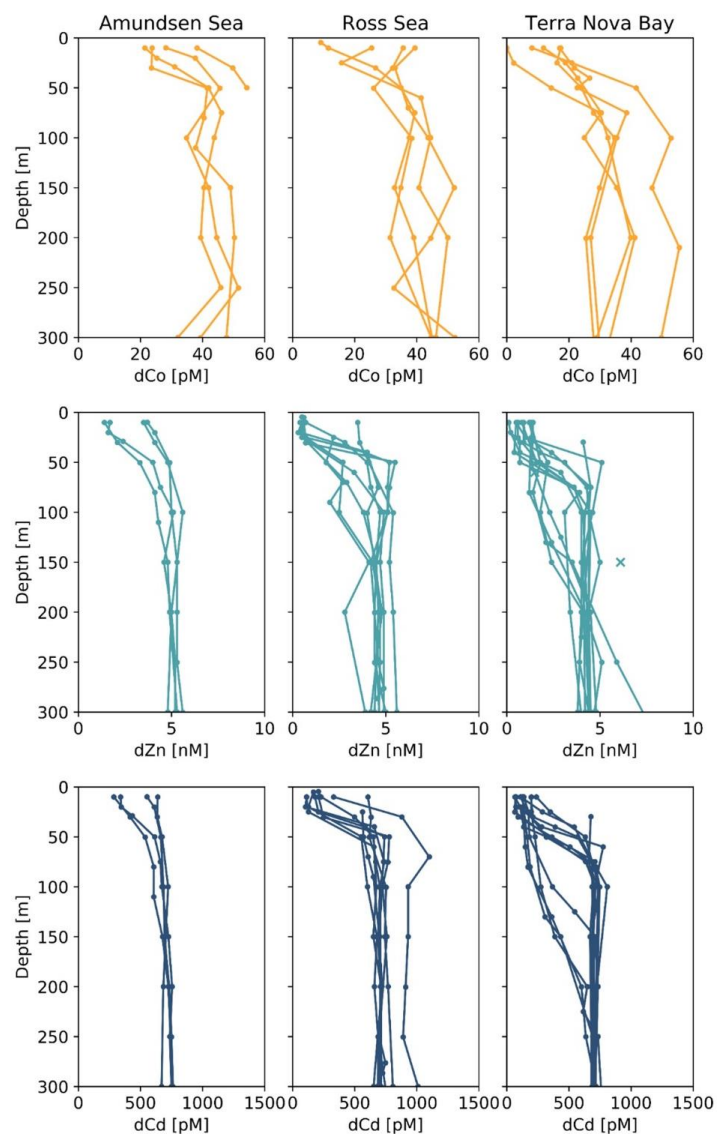 Amundsen Sea Ross Sea Terra Nova Bay
0
50
100
150
200
250
300
Depth [m]
0 20 40 60 0 20 40 60 0 20 40 60
dCo [pM] dCo [pM] dCo [pM]
0
50
100
150
200
250
300
Depth [m]
0 5 10 0 5 10 0 5 10
dZn [nM] dZn [nM] dZn [nM]
0
50
100
150
200
250
300
Depth [m]
0 500 1000 1500 0 500 1000 1500 0 500 1000 1500
dCd [pM] dCd [pM] dCd [pM]